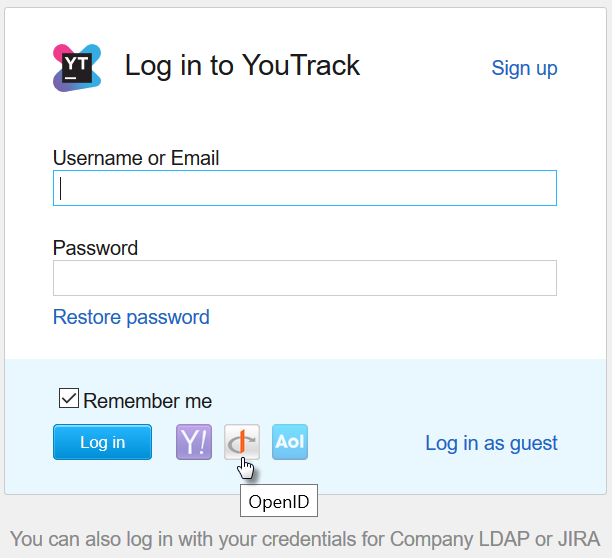 YT
Log in to YouTrack
Sign up
Username or Email
Password
Restore password
Remember me
Log in
Y!
Aol
Log in as guest
OpenID
You can also log in with your credentials for Company LDAP or JIRA